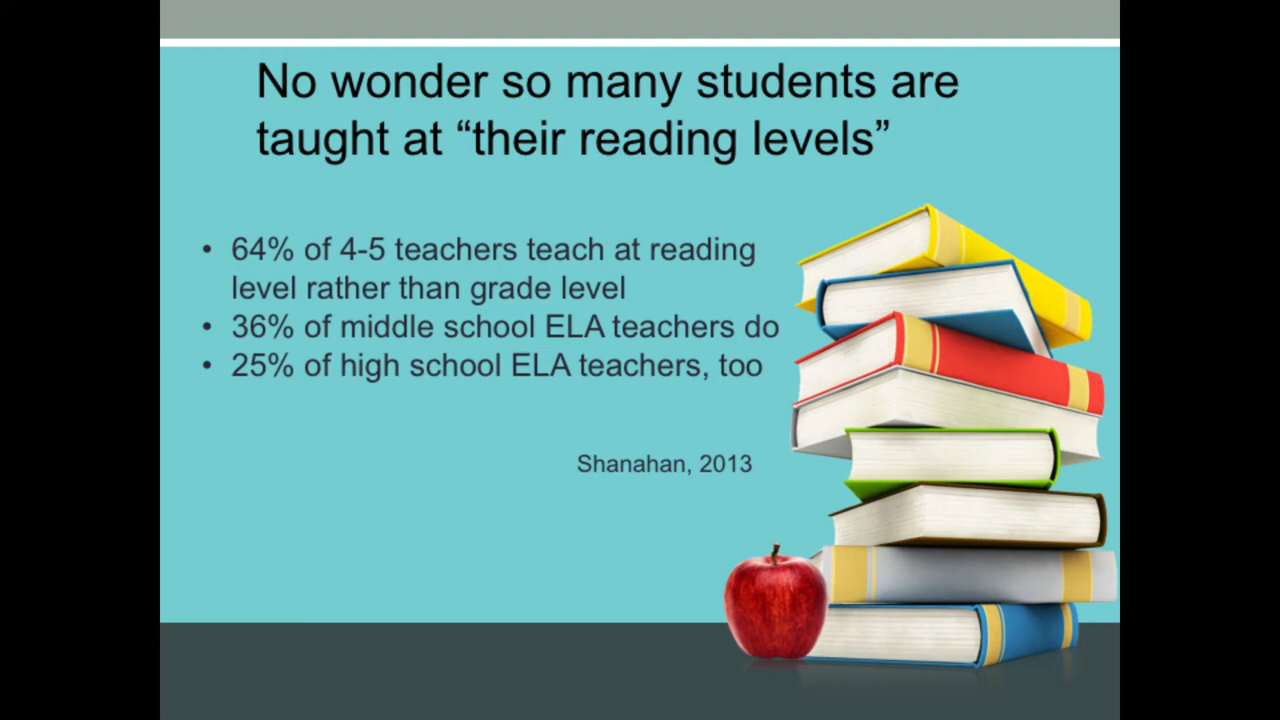 No wonder so many students are
taught at “their reading levels”
• 64% of 4-5 teachers teach at reading
level rather than grade level
• 36% of middle school ELA teachers do
• 25% of high school ELA teachers, too
Shanahan, 2013